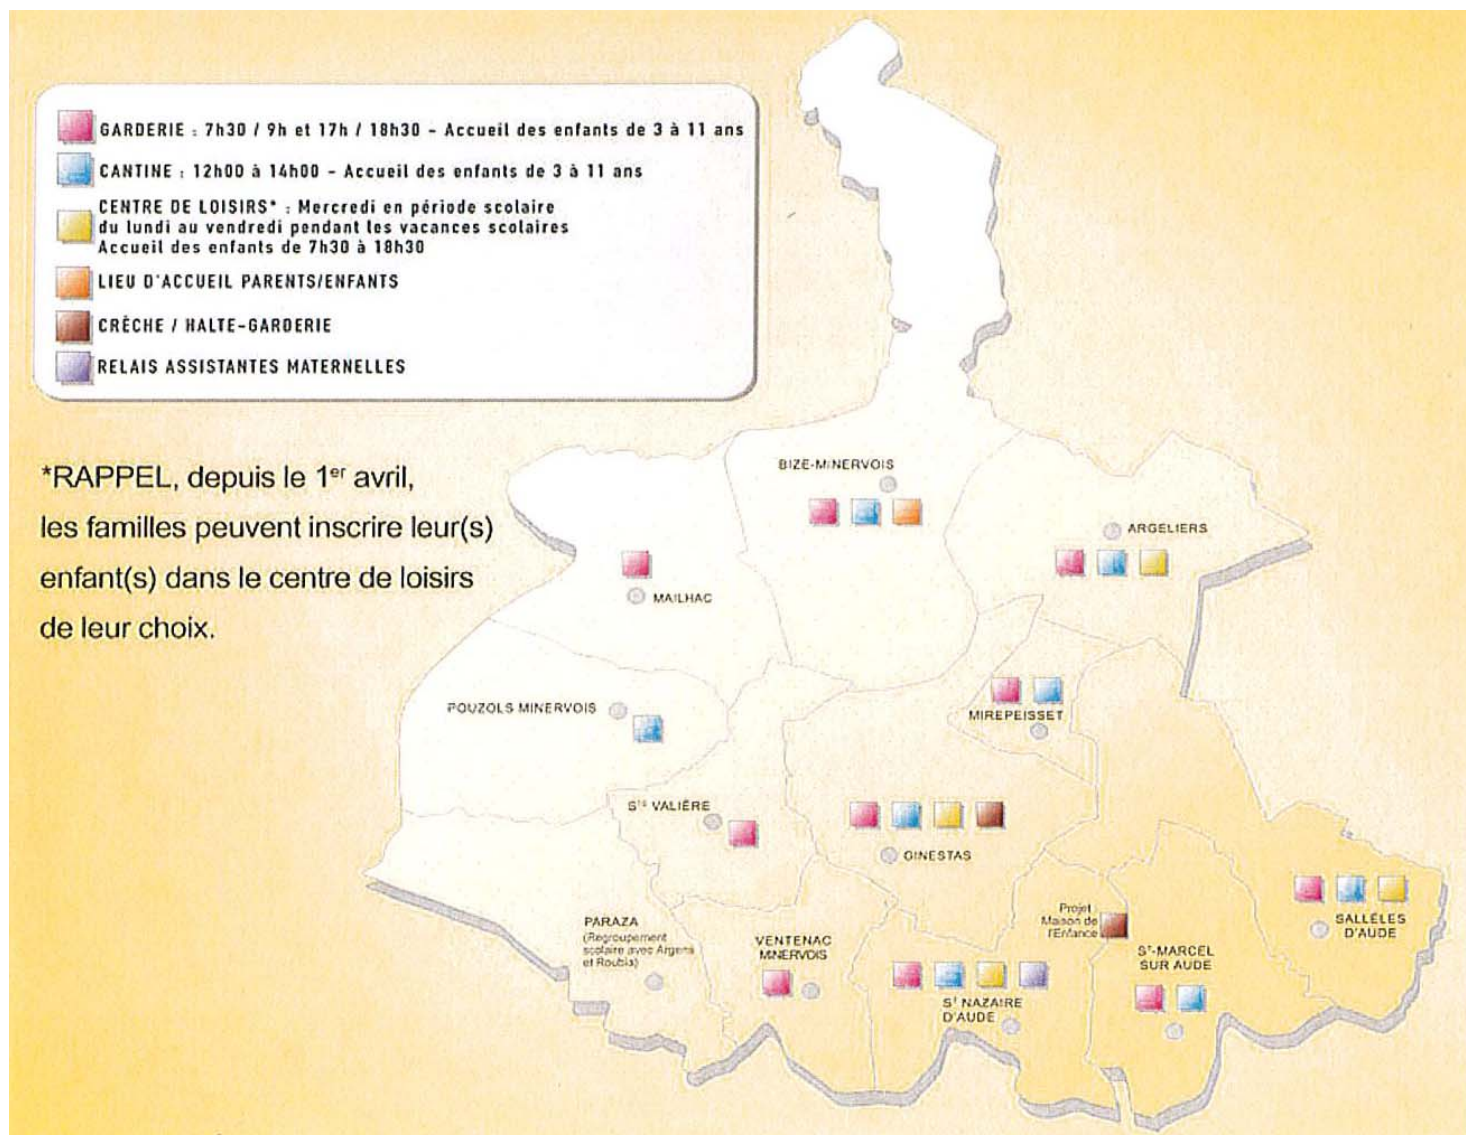 GARDERIE : 7h30 / 9h et 17h / 18h30 - Accueil des enfants de 3 à 11 ans
CANTINE : 12h00 à 14h00 - Accueil des enfants de 3 à 11 ans
CENTRE DE LOISIRS* : Mercredi en période scolaire
du lundi au vendredi pendant les vacances scolaires
Accueil des enfants de 7h30 à 18h30
LIEU D'ACCUEIL PARENTS/ENFANTS
CRÈCHE / HALTE-GARDERIE
RELAIS ASSISTANTES MATERNELLES
*RAPPEL, depuis le 1er avril,
les familles peuvent inscrire leur(s)
enfant(s) dans le centre de loisirs
de leur choix.
BIZE-MINERVOIS
ARGELIERS
MAILHAC
POUZOLS MINERVOIS
MIREPEISSET
Ste VALIÈRE
GINESTAS
PARAZA
(Regroupement
scolaire avec Argens
et Roubia)
VENTENAC
MINERVOIS
Projet :
Maison de
l'Enfance
St NAZAIRE
D'AUDE
ST-MARCEL
SUR AUDE
SALLÈLES
D'AUDE